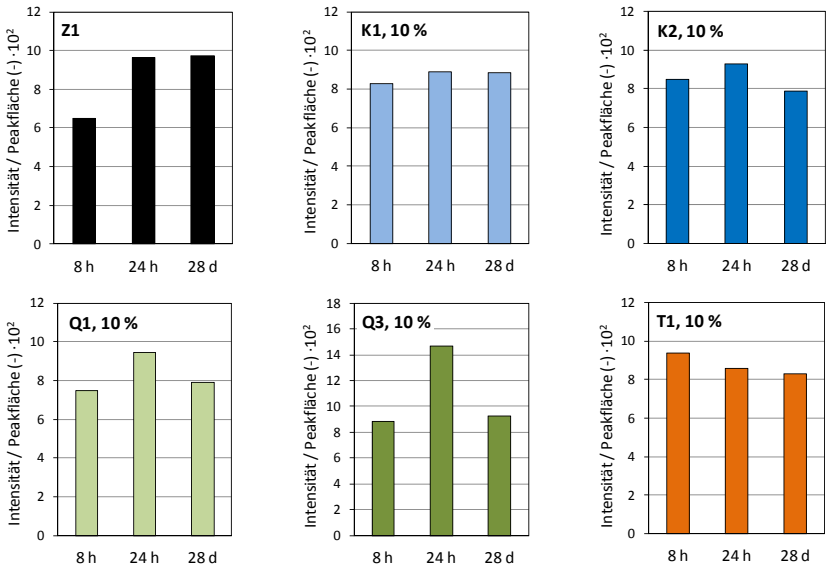 Z1
Intensität / Peakfläche (-) ·10²
12
10
8
6
4
2
0
8 h 24 h 28 d
K1, 10 %
Intensität / Peakfläche (-) ·10²
12
10
8
6
4
2
0
8 h 24 h 28 d
K2, 10 %
Intensität / Peakfläche (-) ·10²
12
10
8
6
4
2
0
8 h 24 h 28 d
Q1, 10 %
Intensität / Peakfläche (-) ·10²
12
10
8
6
4
2
0
8 h 24 h 28 d
Q3, 10 %
Intensität / Peakfläche (-) ·10²
18
16
14
12
10
8
6
4
2
0
8 h 24 h 28 d
T1, 10 %
Intensität / Peakfläche (-) ·10²
12
10
8
6
4
2
0
8 h 24 h 28 d